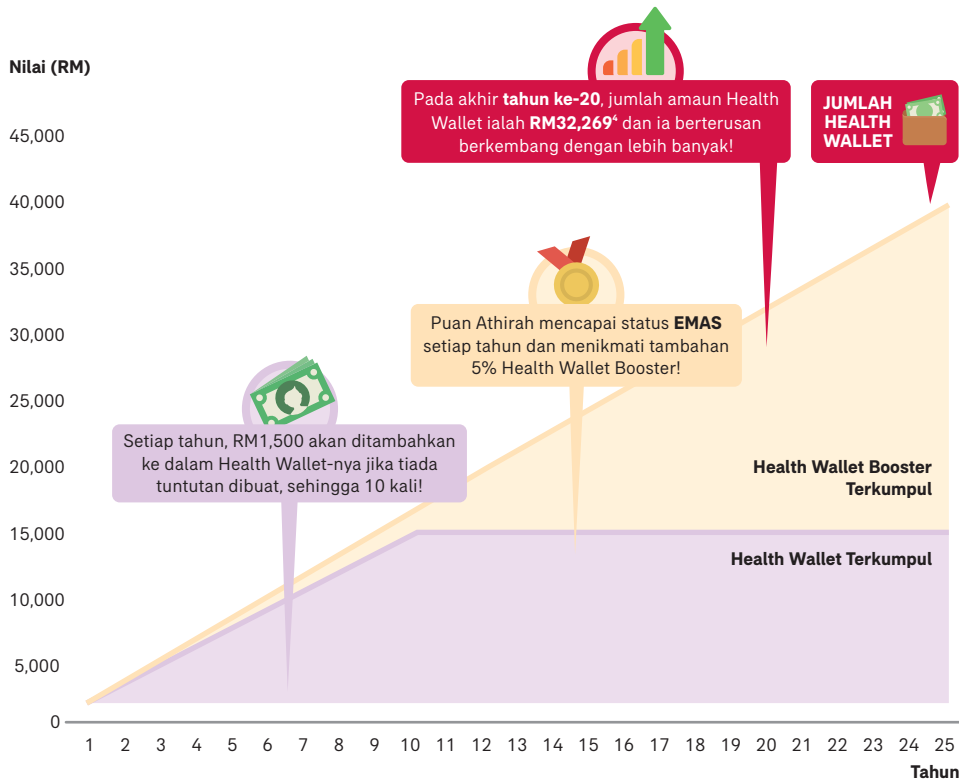 Nilai (RM)
45,000
40,000
35,000
30,000
25,000
20,000
15,000
10,000
5,000
0
Pada akhir tahun ke-20, jumlah amaun Health
Wallet ialah RM32,269⁴ dan ia berterusan
berkembang dengan lebih banyak!
JUMLAH
HEALTH
WALLET
Puan Athirah mencapai status EMAS
setiap tahun dan menikmati tambahan
5% Health Wallet Booster!
Setiap tahun, RM1,500 akan ditambahkan
ke dalam Health Wallet-nya jika tiada
tuntutan dibuat, sehingga 10 kali!
Health Wallet Booster
Terkumpul
Health Wallet Terkumpul
1 2 3 4 5 6 7 8 9 10 11 12 13 14 15 16 17 18 19 20 21 22 23 24 25
Tahun